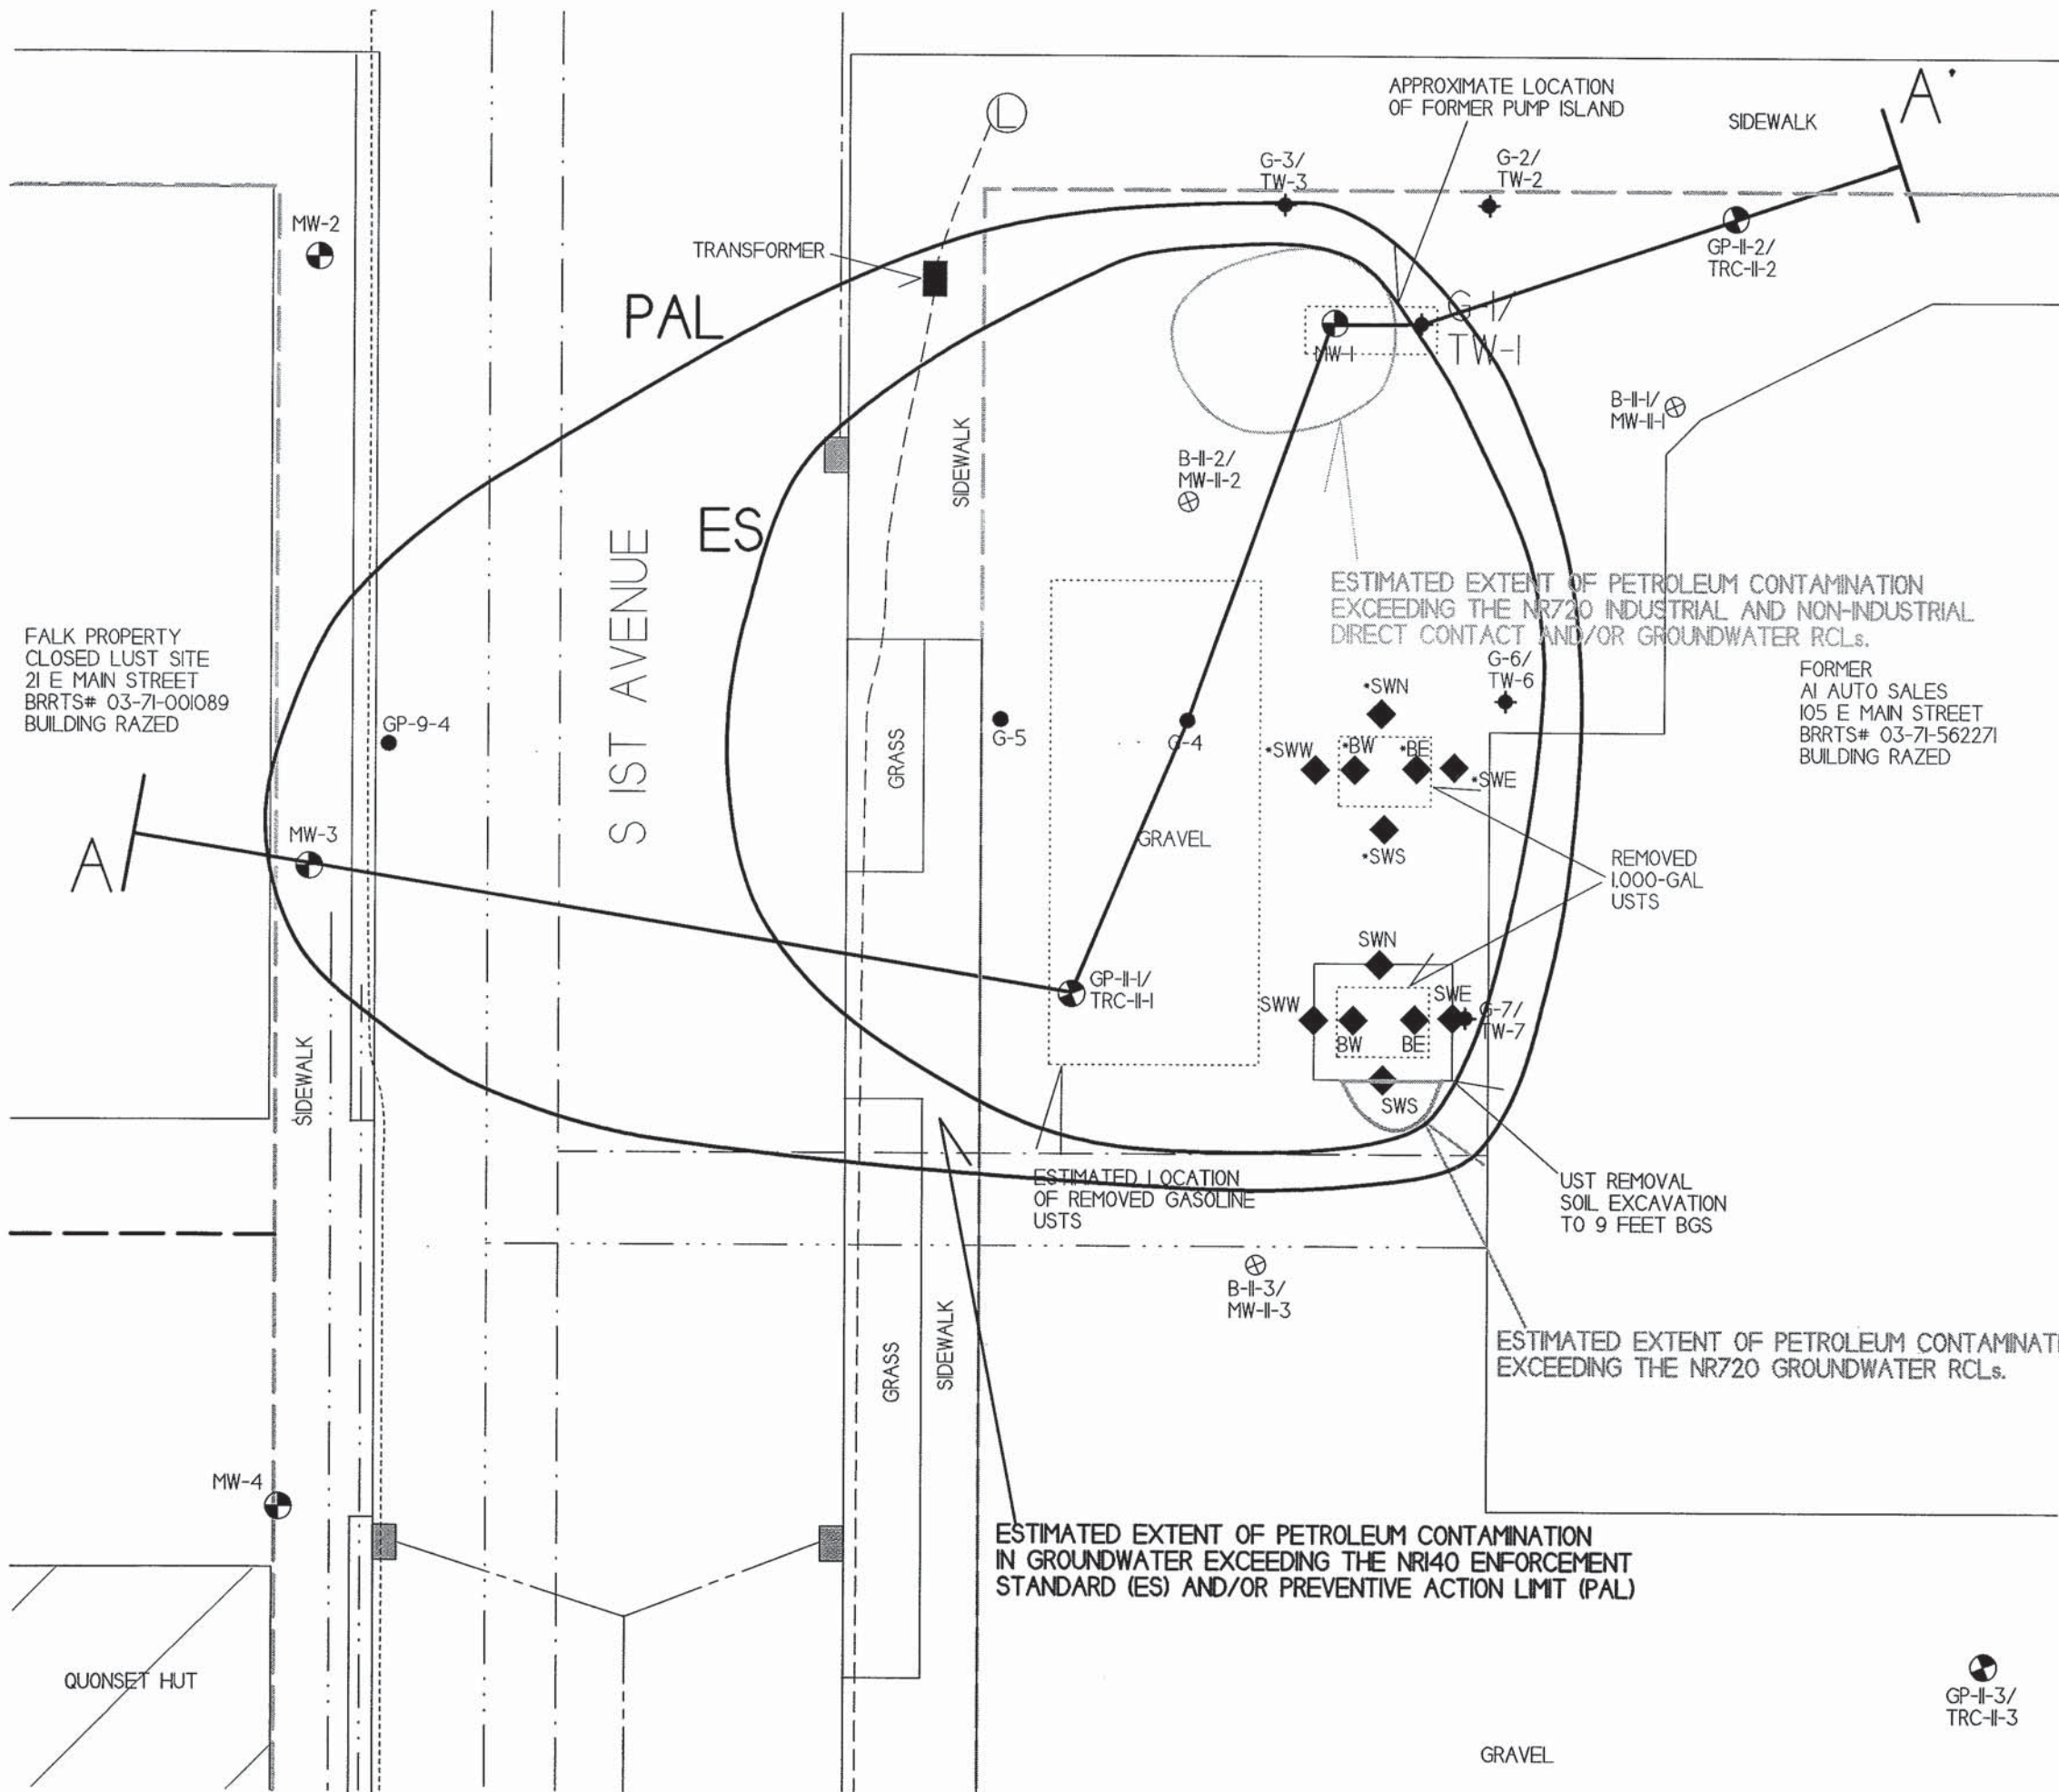 APPROXIMATE LOCATION
OF FORMER PUMP ISLAND
A'
SIDEWALK
L
G-3/
TW-3
G-2/
TW-2
MW-2
TRANSFORMER
GP-II-2/
TRC-II-2
PAL
G-1/
TW-1
MW-1
B-II-1/
MW-II-1
SIDEWALK
B-II-2/
MW-II-2
ES
S 1ST AVENUE
ESTIMATED EXTENT OF PETROLEUM CONTAMINATION
EXCEEDING THE NR720 INDUSTRIAL AND NON-INDUSTRIAL
DIRECT CONTACT AND/OR GROUNDWATER RCLs.
FALK PROPERTY
CLOSED LUST SITE
21 E MAIN STREET
BRRTS# 03-71-001089
BUILDING RAZED
G-6/
TW-6
FORMER
A1 AUTO SALES
105 E MAIN STREET
BRRTS# 03-71-562271
BUILDING RAZED
*SWN
GP-9-4
G-5
G-4
GRASS
*SWW
*BW
*BE
*SWE
MW-3
A
GRAVEL
*SWS
REMOVED
1,000-GAL
USTS
SWN
GP-II-1/
TRC-II-1
SWW
SWE
G-7/
TW-7
BW
BE
SIDEWALK
SWS
ESTIMATED LOCATION
OF REMOVED GASOLINE
USTS
UST REMOVAL
SOIL EXCAVATION
TO 9 FEET BGS
B-II-3/
MW-II-3
GRASS
SIDEWALK
ESTIMATED EXTENT OF PETROLEUM CONTAMINATI
EXCEEDING THE NR720 GROUNDWATER RCLs.
MW-4
ESTIMATED EXTENT OF PETROLEUM CONTAMINATION
IN GROUNDWATER EXCEEDING THE NR140 ENFORCEMENT
STANDARD (ES) AND/OR PREVENTIVE ACTION LIMIT (PAL)
QUONSET HUT
GP-II-3/
TRC-II-3
GRAVEL